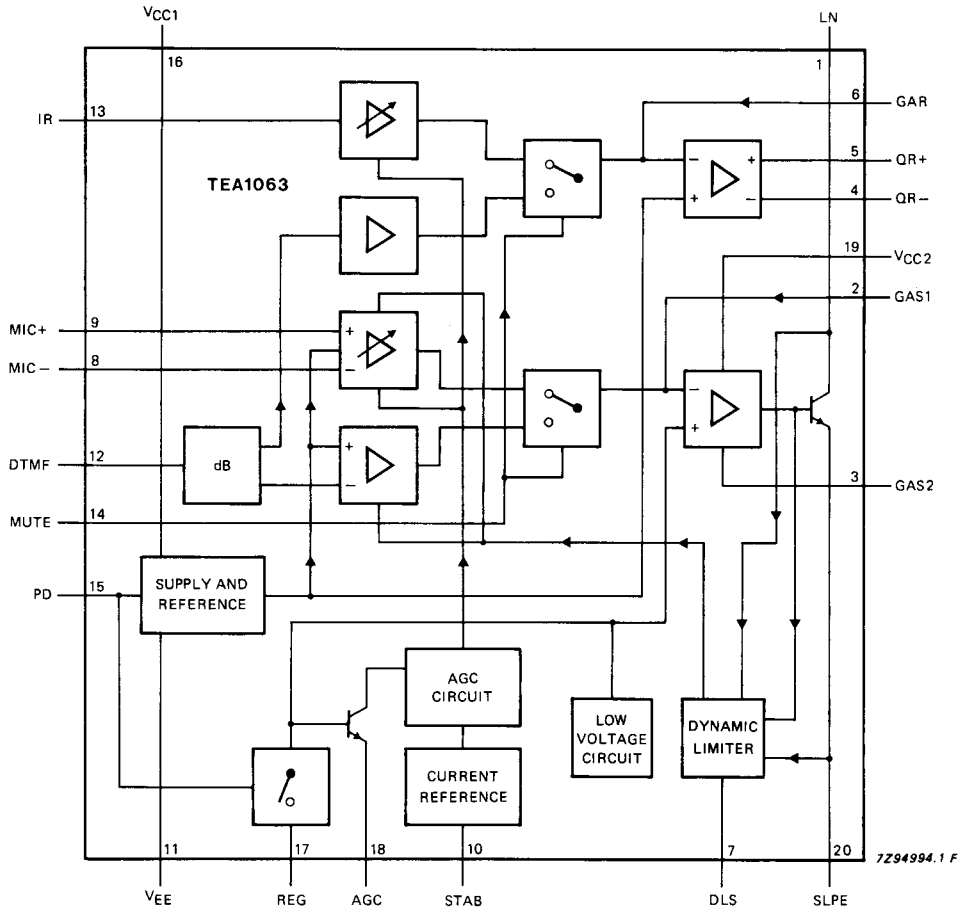 VCC1
LN
16
1
13
IR
6
GAR
TEA1063
+
−
5
QR+
4
QR−
−
+
19
VCC2
2
GAS1
9
MIC+
+
8
MIC−
−
−
+
3
GAS2
12
DTMF
dB
+
−
14
MUTE
15
PD
SUPPLY AND
REFERENCE
AGC
CIRCUIT
LOW
VOLTAGE
CIRCUIT
DYNAMIC
LIMITER
CURRENT
REFERENCE
11
17
18
10
7
20
7Z94994.1 F
VEE
REG
AGC
STAB
DLS
SLPE